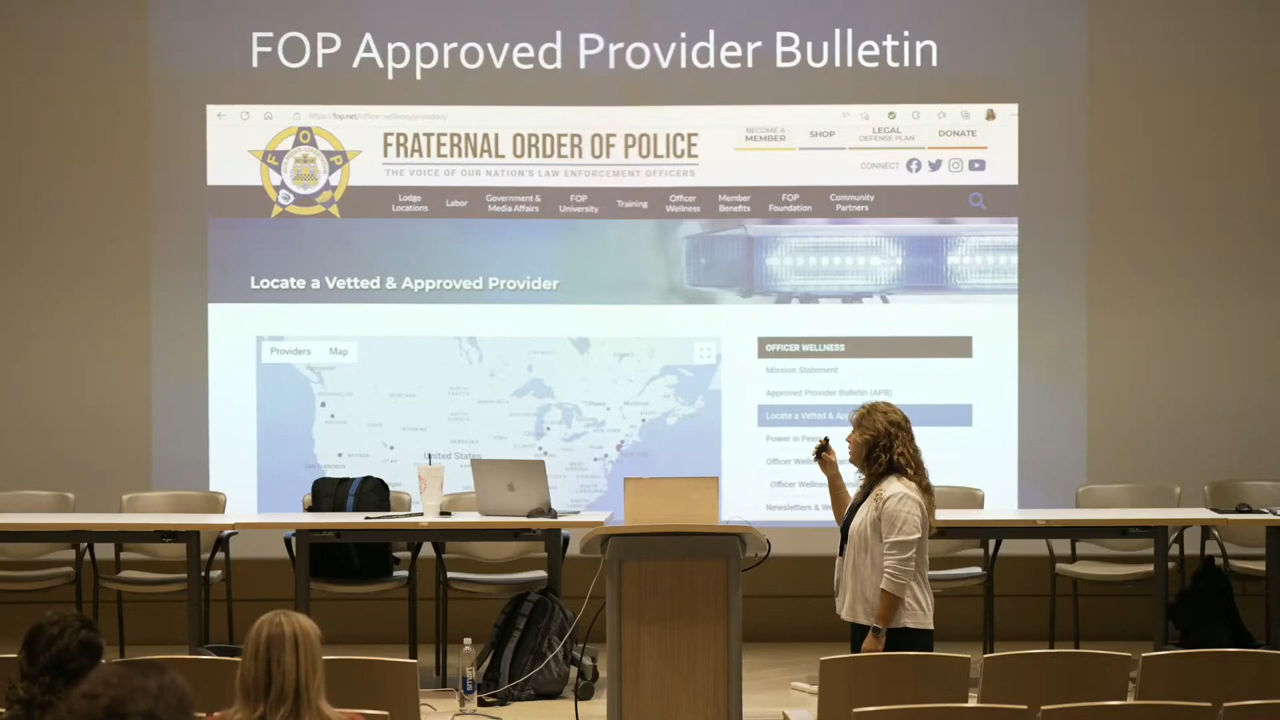 FOP Approved Provider Bulletin
FRATERNAL ORDER OF POLICE
THE VOICE OF OUR NATION'S LAW ENFORCEMENT OFFICERS
BECOME A
MEMBER
SHOP
LEGAL
DEFENSE PLAN
DONATE
CONNECT
F O P
Lodge
Locations
Labor
Government &
Media Affairs
FOP
University
Training
Officer
Wellness
Member
Benefits
FOP
Foundation
Community
Partners
Locate a Vetted & Approved Provider
Providers Map
United States
OFFICER WELLNESS
Mission Statement
Approved Provider Bulletin (APB)
Locate a Vetted &
Power in
Officer
Officer
Newsletters &